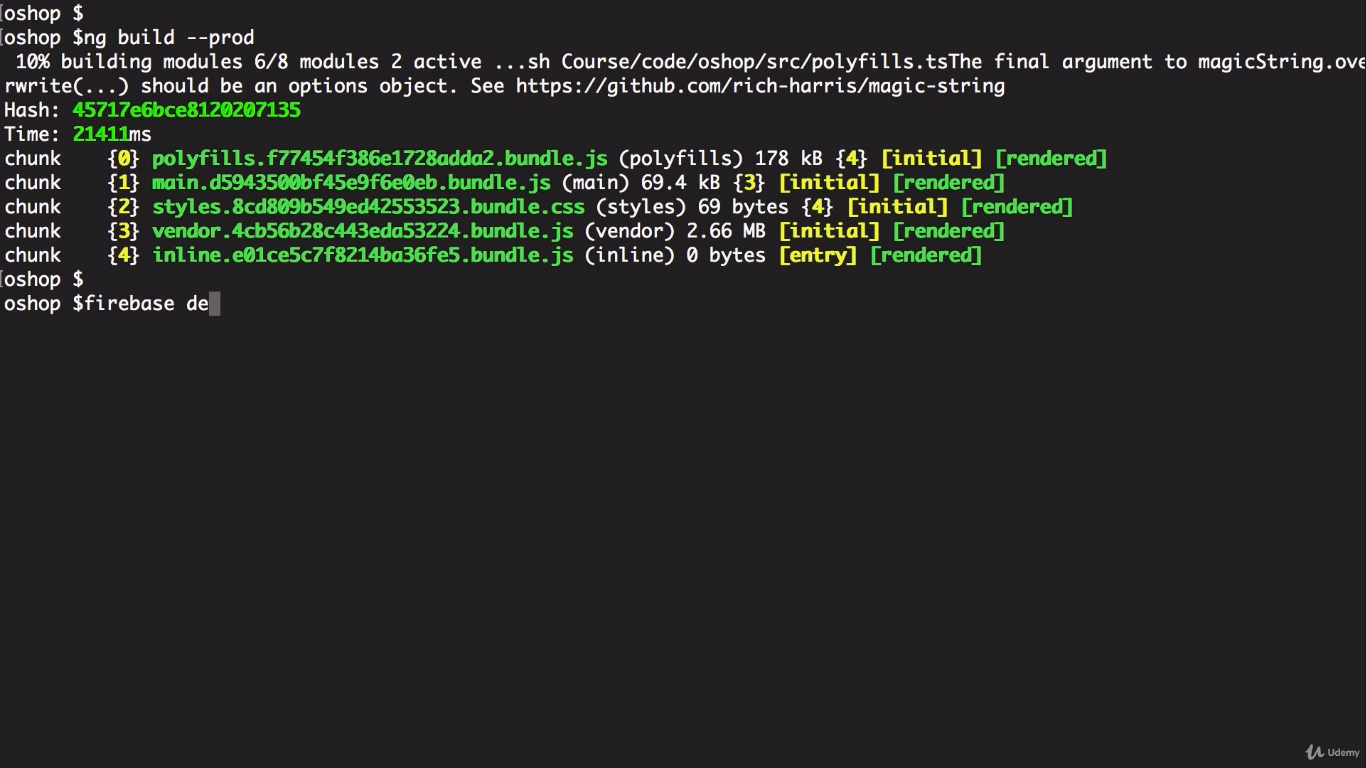 [oshop $
[oshop $ng build --prod
10% building modules 6/8 modules 2 active ...sh Course/code/oshop/src/polyfills.tsThe final argument to magicString.ove
rwrite(...) should be an options object. See https://github.com/rich-harris/magic-string
Hash: 45717e6bce8120207135
Time: 21411ms
chunk    {0} polyfills.f77454f386e1728adda2.bundle.js (polyfills) 178 kB {4} [initial] [rendered]
chunk    {1} main.d5943500bf45e9f6e0eb.bundle.js (main) 69.4 kB {3} [initial] [rendered]
chunk    {2} styles.8cd809b549ed42553523.bundle.css (styles) 69 bytes {4} [initial] [rendered]
chunk    {3} vendor.4cb56b28c443eda53224.bundle.js (vendor) 2.66 MB [initial] [rendered]
chunk    {4} inline.e01ce5c7f8214ba36fe5.bundle.js (inline) 0 bytes [entry] [rendered]
[oshop $
oshop $firebase de
Udemy